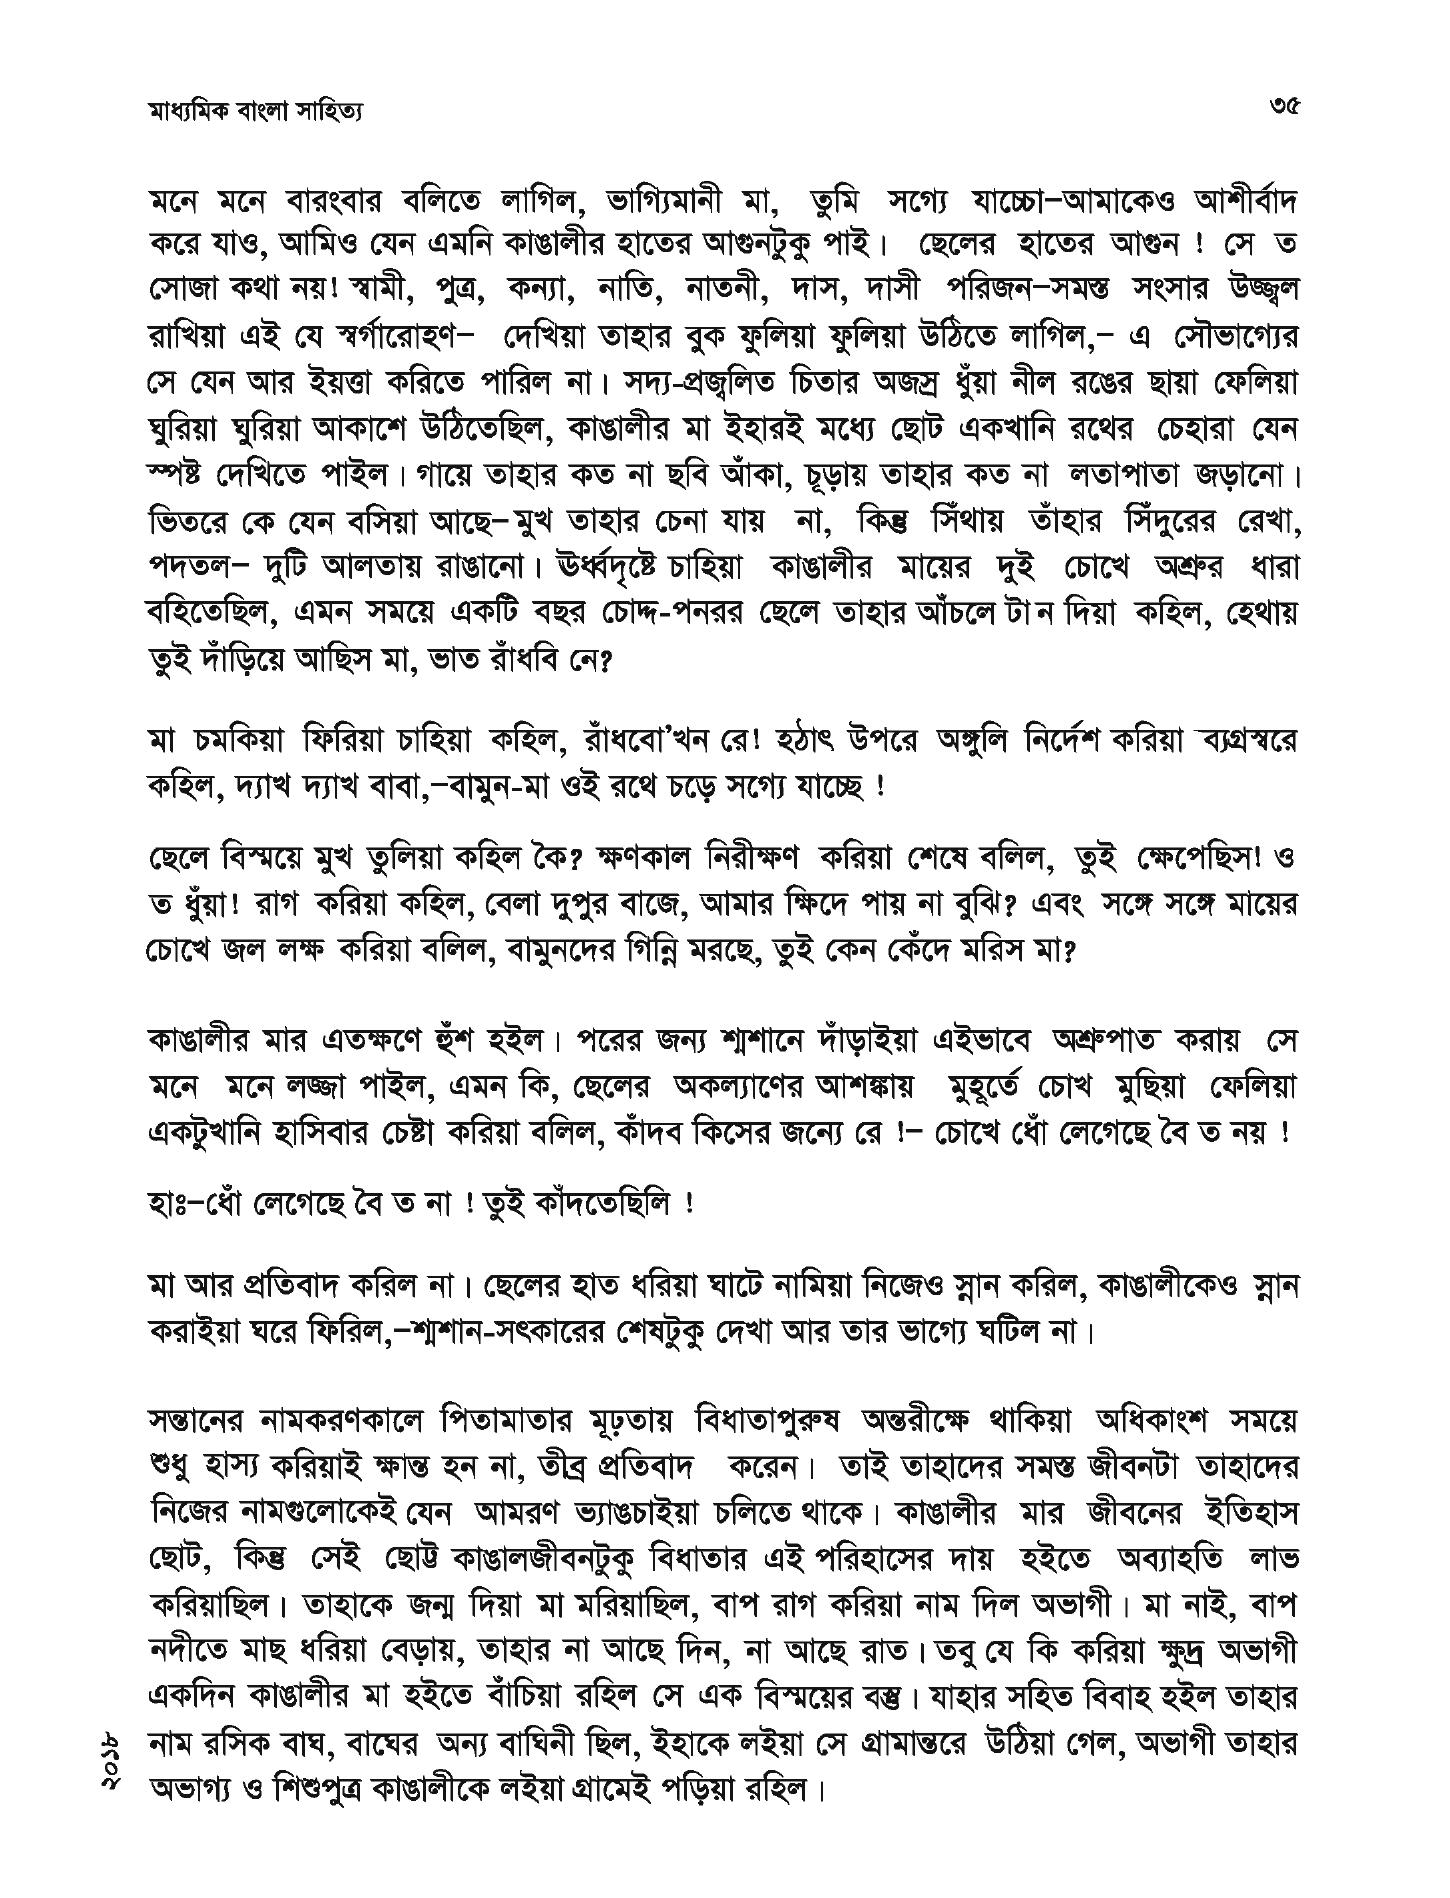 মাধ্যমিক বাংলা সাহিত্য
৩৫
মনে মনে বারংবার বলিতে লাগিল, ভাগ্যিমানী মা, তুমি সগ্যে যাচ্চো–আমাকেও আশীর্বাদ
করে যাও, আমিও যেন এমনি কাঙালীর হাতের আগুনটুকু পাই। ছেলের হাতের আগুন ! সে ত
সোজা কথা নয়! স্বামী, পুত্র, কন্যা, নাতি, নাতনী, দাস, দাসী পরিজন–সমস্ত সংসার উজ্জ্বল
রাখিয়া এই যে স্বর্গারোহণ– দেখিয়া তাহার বুক ফুলিয়া ফুলিয়া উঠিতে লাগিল,– এ সৌভাগ্যের
সে যেন আর ইয়ত্তা করিতে পারিল না। সদ্য-প্রজ্বলিত চিতার অজস্র ধুঁয়া নীল রঙের ছায়া ফেলিয়া
ঘুরিয়া ঘুরিয়া আকাশে উঠিতেছিল, কাঙালীর মা ইহারই মধ্যে ছোট একখানি রথের চেহারা যেন
স্পষ্ট দেখিতে পাইল। গায়ে তাহার কত না ছবি আঁকা, চূড়ায় তাহার কত না লতাপাতা জড়ানো।
ভিতরে কে যেন বসিয়া আছে–মুখ তাহার চেনা যায় না, কিন্তু সিঁথায় তাঁহার সিঁদুরের রেখা,
পদতল– দুটি আলতায় রাঙানো। ঊর্ধ্বদৃষ্টে চাহিয়া কাঙালীর মায়ের দুই চোখে অশ্রুর ধারা
বহিতেছিল, এমন সময়ে একটি বছর চোদ্দ-পনরর ছেলে তাহার আঁচলে টান দিয়া কহিল, হেথায়
তুই দাঁড়িয়ে আছিস মা, ভাত রাঁধবি নে?
মা চমকিয়া ফিরিয়া চাহিয়া কহিল, রাঁধবো'খন রে! হঠাৎ উপরে অঙ্গুলি নির্দেশ করিয়া ব্যগ্রস্বরে
কহিল, দ্যাখ দ্যাখ বাবা,–বামুন-মা ওই রথে চড়ে সগ্যে যাচ্ছে !
ছেলে বিস্ময়ে মুখ তুলিয়া কহিল কৈ? ক্ষণকাল নিরীক্ষণ করিয়া শেষে বলিল, তুই ক্ষেপেছিস! ও
ত ধুঁয়া! রাগ করিয়া কহিল, বেলা দুপুর বাজে, আমার ক্ষিদে পায় না বুঝি? এবং সঙ্গে সঙ্গে মায়ের
চোখে জল লক্ষ করিয়া বলিল, বামুনদের গিন্নি মরছে, তুই কেন কেঁদে মরিস মা?
কাঙালীর মার এতক্ষণে হুঁশ হইল। পরের জন্য শ্মশানে দাঁড়াইয়া এইভাবে অশ্রুপাত করায় সে
মনে মনে লজ্জা পাইল, এমন কি, ছেলের অকল্যাণের আশঙ্কায় মুহূর্তে চোখ মুছিয়া ফেলিয়া
একটুখানি হাসিবার চেষ্টা করিয়া বলিল, কাঁদব কিসের জন্যে রে !– চোখে ধোঁ লেগেছে বৈ ত নয় !
হাঃ–ধোঁ লেগেছে বৈ ত না ! তুই কাঁদতেছিলি !
মা আর প্রতিবাদ করিল না। ছেলের হাত ধরিয়া ঘাটে নামিয়া নিজেও স্নান করিল, কাঙালীকেও স্নান
করাইয়া ঘরে ফিরিল,–শ্মশান-সৎকারের শেষটুকু দেখা আর তার ভাগ্যে ঘটিল না।
সন্তানের নামকরণকালে পিতামাতার মূঢ়তায় বিধাতাপুরুষ অন্তরীক্ষে থাকিয়া অধিকাংশ সময়ে
শুধু হাস্য করিয়াই ক্ষান্ত হন না, তীব্র প্রতিবাদ করেন। তাই তাহাদের সমস্ত জীবনটা তাহাদের
নিজের নামগুলোকেই যেন আমরণ ভ্যাঙচাইয়া চলিতে থাকে। কাঙালীর মার জীবনের ইতিহাস
ছোট, কিন্তু সেই ছোট্ট কাঙালজীবনটুকু বিধাতার এই পরিহাসের দায় হইতে অব্যাহতি লাভ
করিয়াছিল। তাহাকে জন্ম দিয়া মা মরিয়াছিল, বাপ রাগ করিয়া নাম দিল অভাগী। মা নাই, বাপ
নদীতে মাছ ধরিয়া বেড়ায়, তাহার না আছে দিন, না আছে রাত। তবু যে কি করিয়া ক্ষুদ্র অভাগী
একদিন কাঙালীর মা হইতে বাঁচিয়া রহিল সে এক বিস্ময়ের বস্তু। যাহার সহিত বিবাহ হইল তাহার
নাম রসিক বাঘ, বাঘের অন্য বাঘিনী ছিল, ইহাকে লইয়া সে গ্রামান্তরে উঠিয়া গেল, অভাগী তাহার
অভাগ্য ও শিশুপুত্র কাঙালীকে লইয়া গ্রামেই পড়িয়া রহিল।
২০১৮